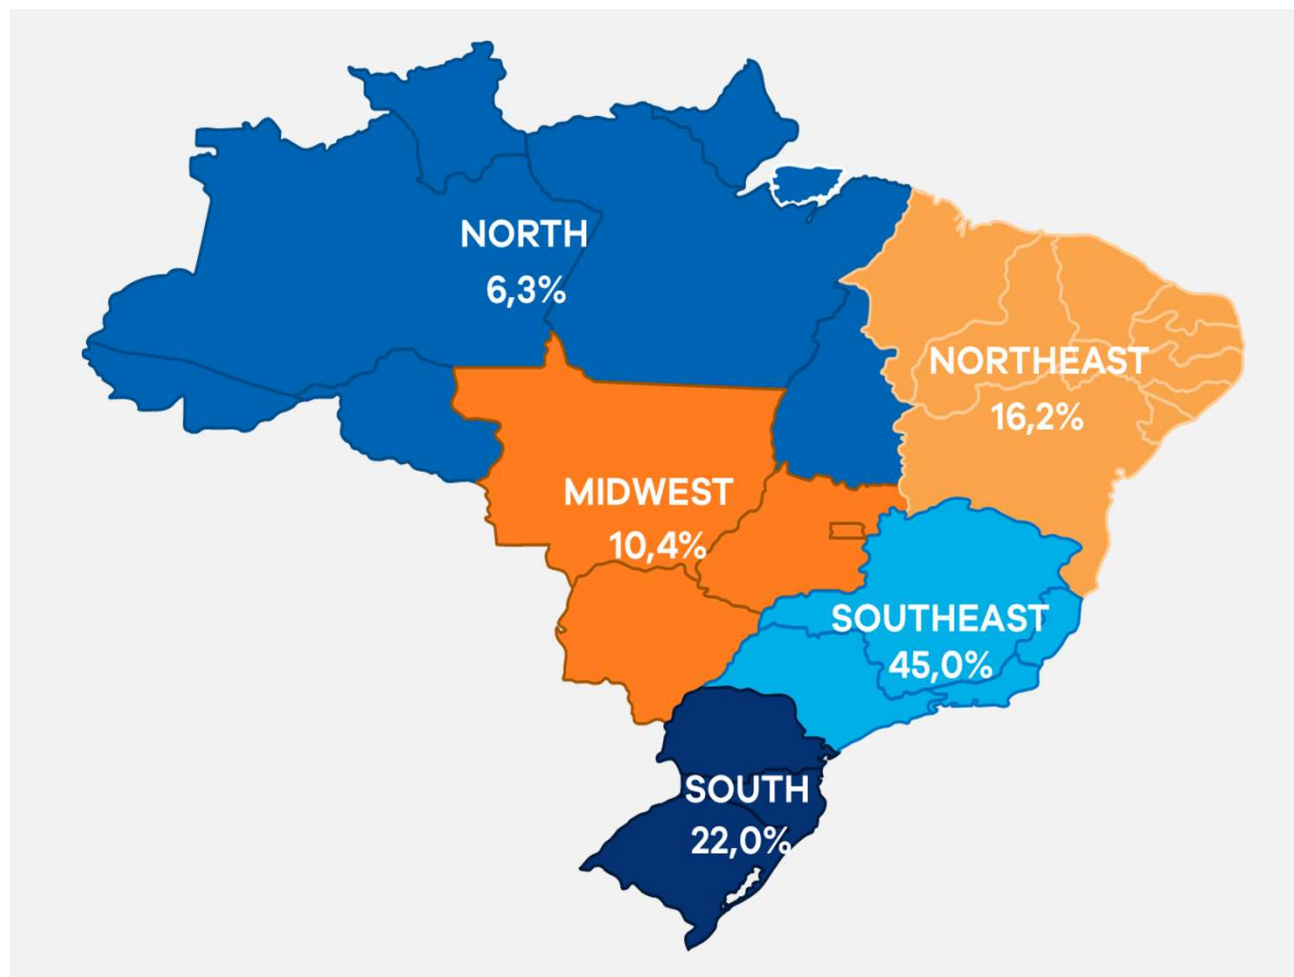 NORTH
6,3%
NORTHEAST
16,2%
MIDWEST
10,4%
SOUTHEAST
45,0%
SOUTH
22,0%